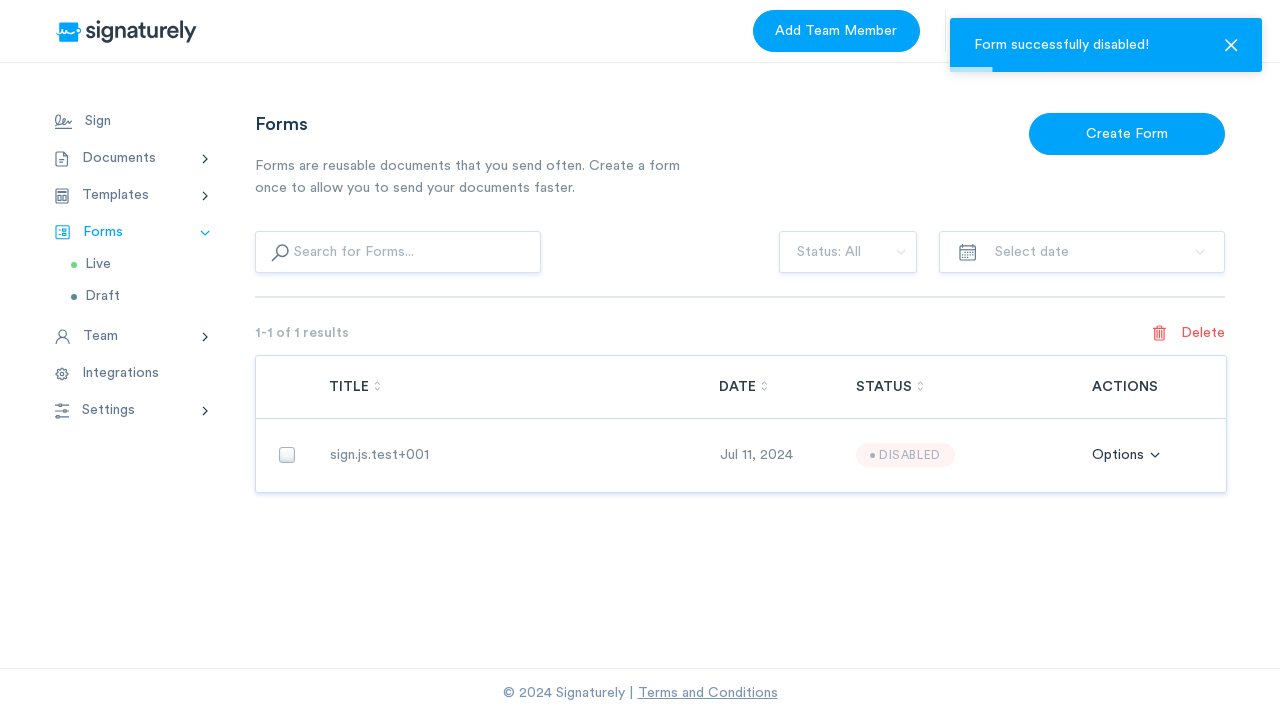 signaturely
Add Team Member
Form successfully disabled!
Sign
Documents
Templates
Forms
Live
Draft
Team
Integrations
Settings
Forms
Create Form
Forms are reusable documents that you send often. Create a form
once to allow you to send your documents faster.
Search for Forms...
Status: All
Select date
1-1 of 1 results
Delete
TITLE DATE STATUS ACTIONS
sign.js.test+001 Jul 11, 2024 DISABLED Options
© 2024 Signaturely | Terms and Conditions